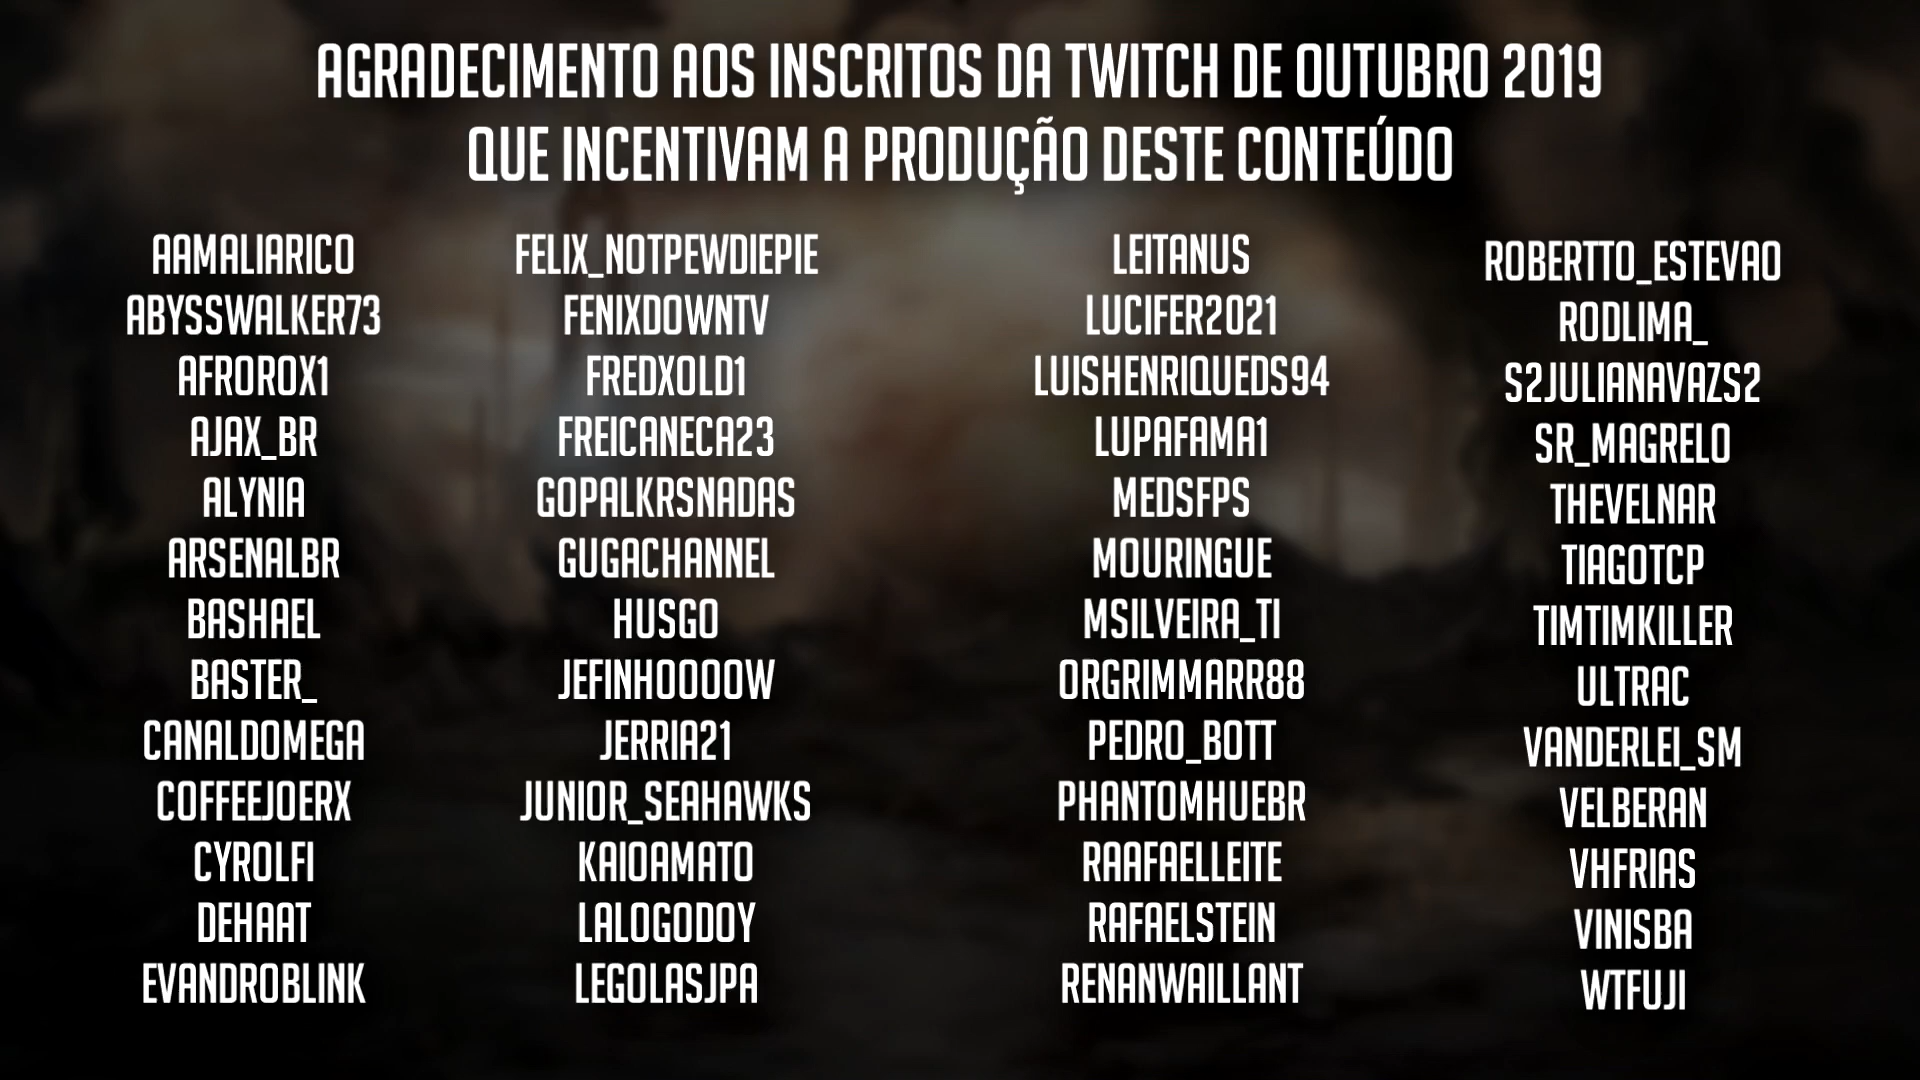 AGRADECIMENTO AOS INSCRITOS DA TWITCH DE OUTUBRO 2019
QUE INCENTIVAM A PRODUÇÃO DESTE CONTEÚDO
AAMALIARICO
ABYSSWALKER73
AFROROX1
AJAX_BR
ALYNIA
ARSENALBR
BASHAEL
BASTER_
CANALDOMEGA
COFFEEJOERX
CYROLFI
DEHAAT
EVANDROBLINK
FELIX_NOTPEWDIEPIE
FENIXDOWNTV
FREDXOLD1
FREICANECA23
GOPALKRSNADAS
GUGACHANNEL
HUSGO
JEFINHOOOOW
JERRIA21
JUNIOR_SEAHAWKS
KAIOAMATO
LALOGODOY
LEGOLASJPA
LEITANUS
LUCIFER2021
LUISHENRIQUEDS94
LUPAFAMA1
MEDSFPS
MOURINGUE
MSILVEIRA_TI
ORGRIMMARR88
PEDRO_BOTT
PHANTOMHUEBR
RAAFAELLEITE
RAFAELSTEIN
RENANWAILLANT
ROBERTTO_ESTEVAO
RODLIMA_
S2JULIANAVAZS2
SR_MAGRELO
THEVELNAR
TIAGOTCP
TIMTIMKILLER
ULTRAC
VANDERLEI_SM
VELBERAN
VHFRIAS
VINISBA
WTFUJI